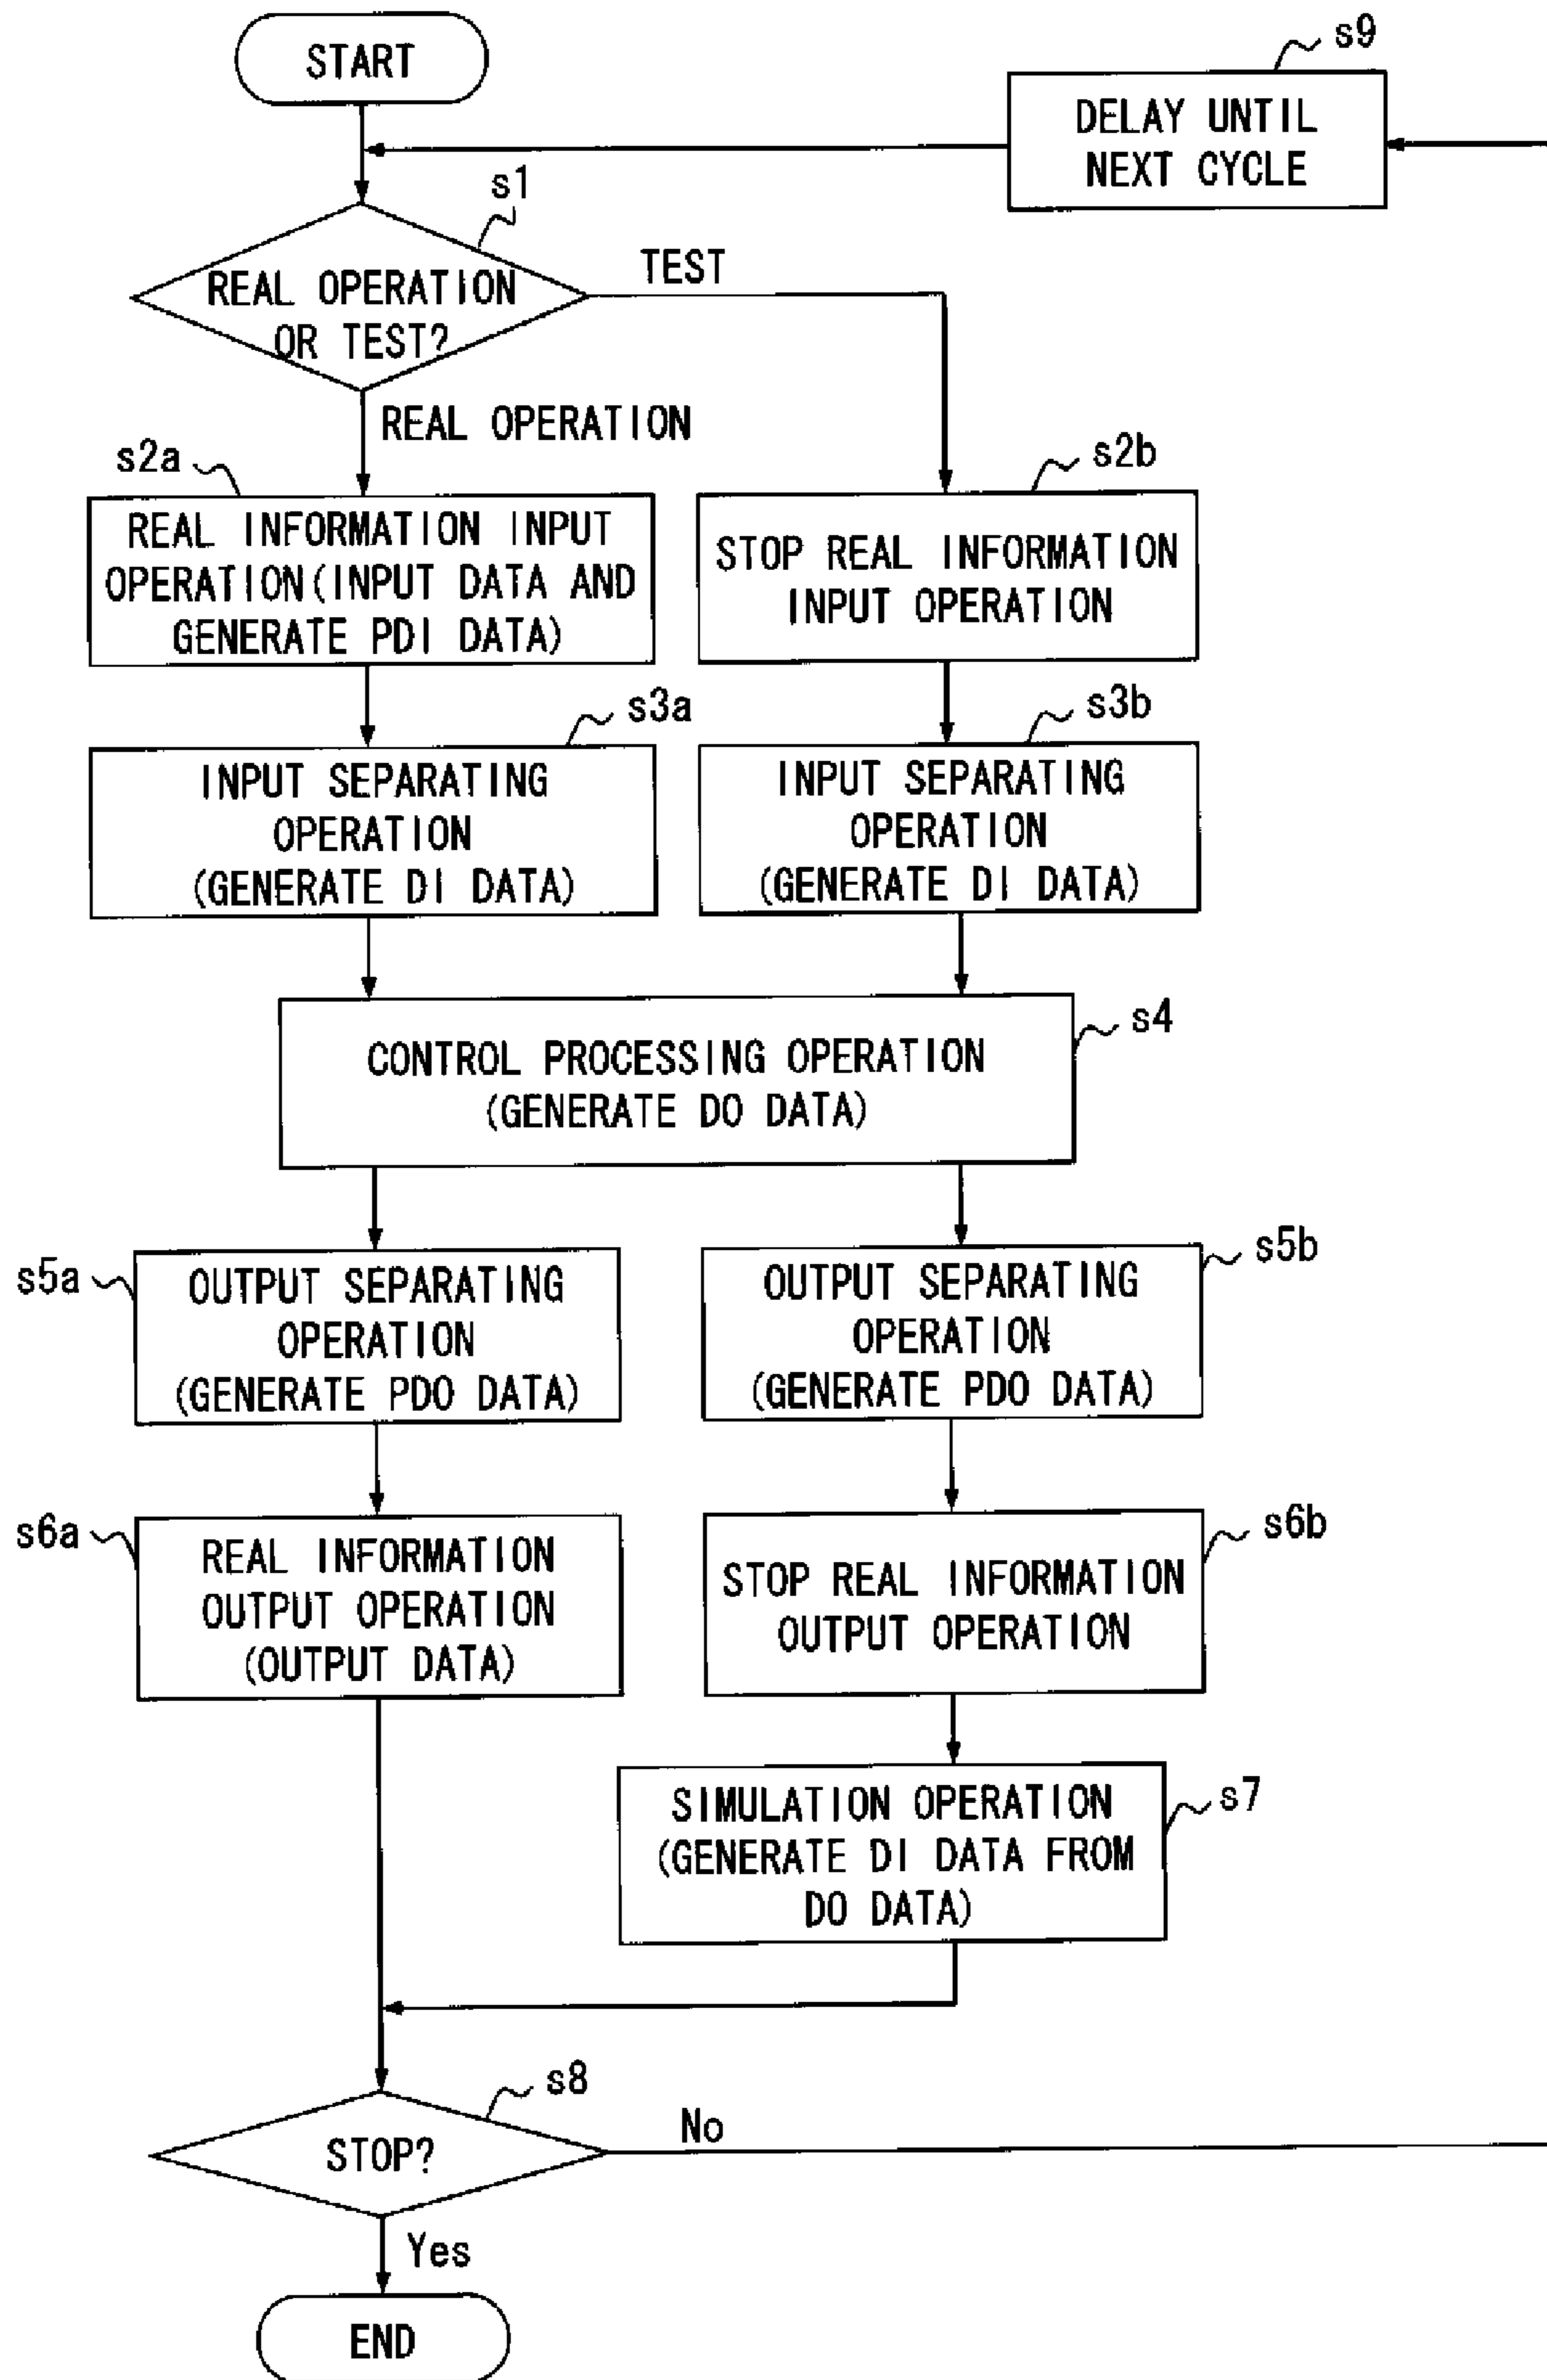 START
s9
DELAY UNTIL
NEXT CYCLE
s1
REAL OPERATION
OR TEST?
TEST
REAL OPERATION
s2a
REAL INFORMATION INPUT
OPERATION(INPUT DATA AND
GENERATE PDI DATA)
s2b
STOP REAL INFORMATION
INPUT OPERATION
s3a
INPUT SEPARATING
OPERATION
(GENERATE DI DATA)
s3b
INPUT SEPARATING
OPERATION
(GENERATE DI DATA)
s4
CONTROL PROCESSING OPERATION
(GENERATE DO DATA)
s5a
OUTPUT SEPARATING
OPERATION
(GENERATE PDO DATA)
s5b
OUTPUT SEPARATING
OPERATION
(GENERATE PDO DATA)
s6a
REAL INFORMATION
OUTPUT OPERATION
(OUTPUT DATA)
s6b
STOP REAL INFORMATION
OUTPUT OPERATION
s7
SIMULATION OPERATION
(GENERATE DI DATA FROM
DO DATA)
s8
STOP?
No
Yes
END